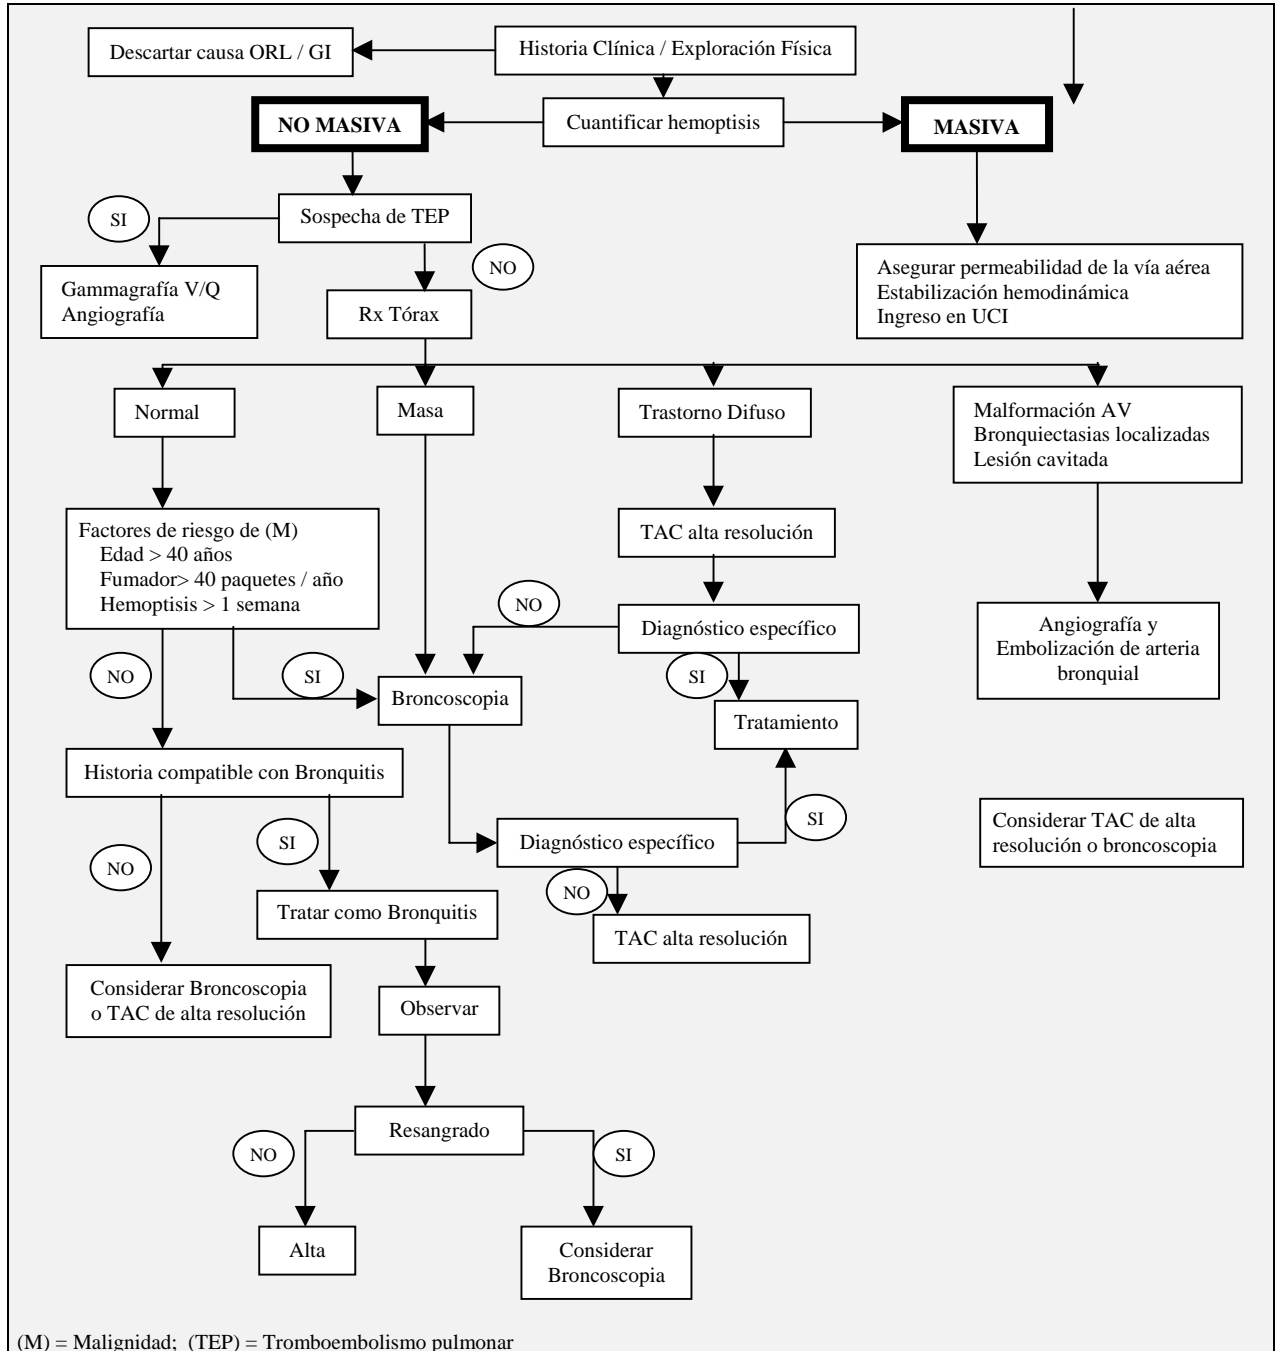 Historia Clínica / Exploración Física
Descartar causa ORL / GI
Cuantificar hemoptisis
NO MASIVA
MASIVA
Sospecha de TEP
SI
NO
Gammagrafía V/Q
Angiografía
Rx Tórax
Asegurar permeabilidad de la vía aérea
Estabilización hemodinámica
Ingreso en UCI
Normal
Masa
Trastorno Difuso
Malformación AV
Bronquiectasias localizadas
Lesión cavitada
Factores de riesgo de (M)
Edad > 40 años
Fumador> 40 paquetes / año
Hemoptisis > 1 semana
TAC alta resolución
NO
Diagnóstico específico
Angiografía y
Embolización de arteria
bronquial
NO
SI
SI
Broncoscopia
Tratamiento
Historia compatible con Bronquitis
Considerar TAC de alta
resolución o broncoscopia
NO
SI
Diagnóstico específico
SI
NO
Tratar como Bronquitis
TAC alta resolución
Considerar Broncoscopia
o TAC de alta resolución
Observar
Resangrado
NO
SI
Alta
Considerar
Broncoscopia
(M) = Malignidad; (TEP) = Tromboembolismo pulmonar